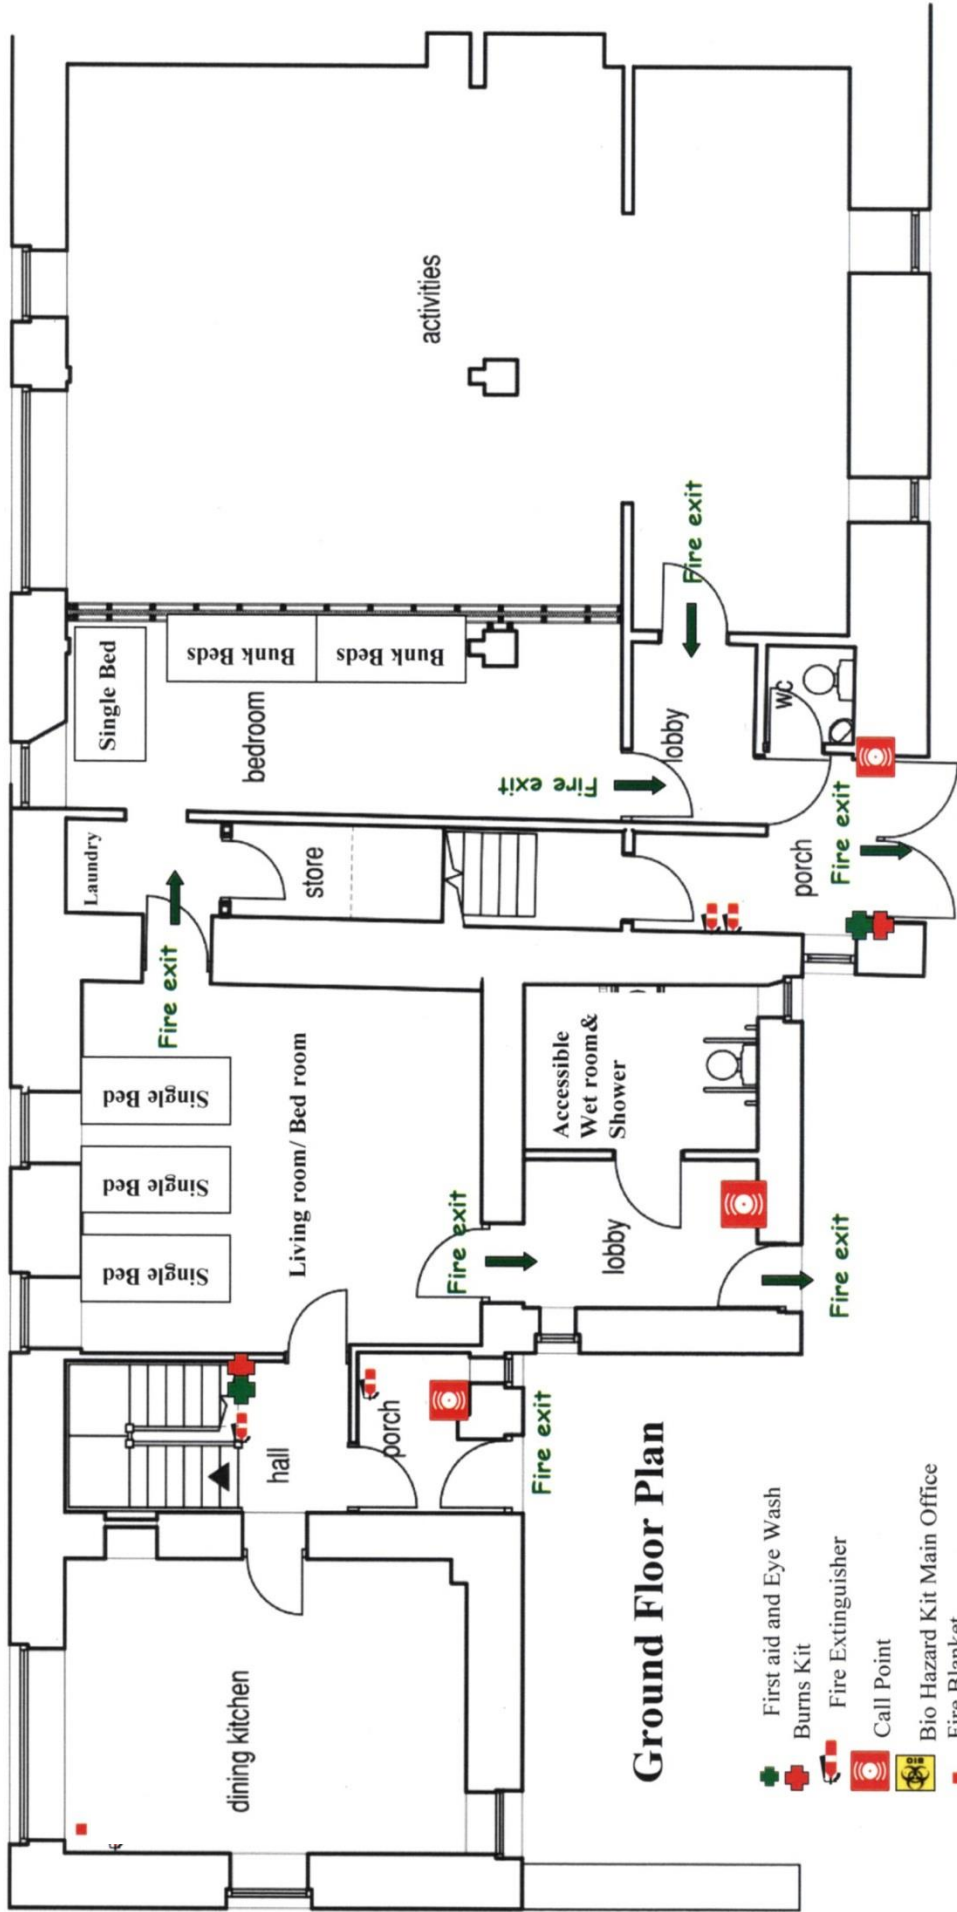 Ground Floor Plan
First aid and Eye Wash
Burns Kit
Fire Extinguisher
Call Point
Bio Hazard Kit Main Office
Fire Blanket
BIO
dining kitchen
hall
porch
Fire exit
Living room/ Bed room
Single Bed
Single Bed
Single Bed
Fire exit
lobby
Fire exit
Accessible
Wet room&
Shower
Fire exit
Laundry
store
bedroom
Single Bed
Bunk Beds
Bunk Beds
Fire exit
lobby
wc
porch
Fire exit
Fire exit
activities